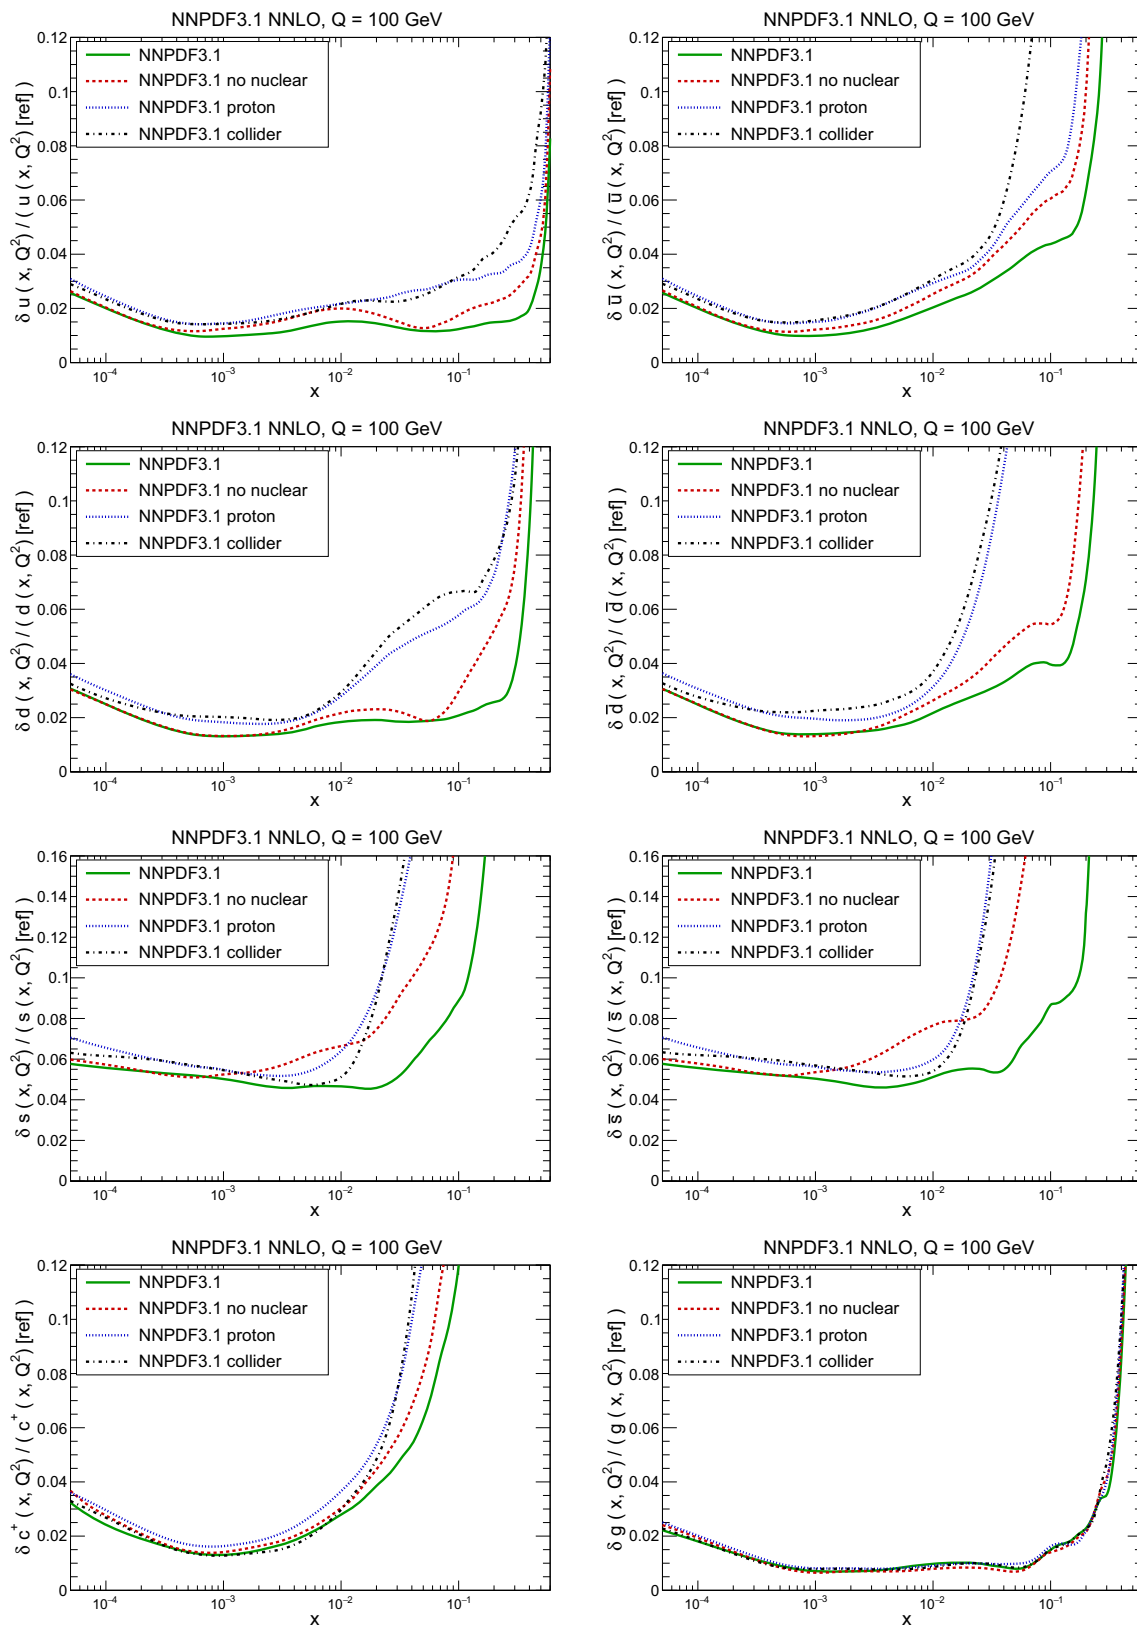 NNPDF3.1 NNLO, Q = 100 GeV
δ u ( x, Q²) / ( u ( x, Q²) [ref] )
0.12
0.1
0.08
0.06
0.04
0.02
0
NNPDF3.1
NNPDF3.1 no nuclear
NNPDF3.1 proton
NNPDF3.1 collider
10⁻⁴ 10⁻³ 10⁻² 10⁻¹
x
NNPDF3.1 NNLO, Q = 100 GeV
δ ū ( x, Q²) / ( ū ( x, Q²) [ref] )
0.12
0.1
0.08
0.06
0.04
0.02
0
NNPDF3.1
NNPDF3.1 no nuclear
NNPDF3.1 proton
NNPDF3.1 collider
10⁻⁴ 10⁻³ 10⁻² 10⁻¹
x
NNPDF3.1 NNLO, Q = 100 GeV
δ d ( x, Q²) / ( d ( x, Q²) [ref] )
0.12
0.1
0.08
0.06
0.04
0.02
0
NNPDF3.1
NNPDF3.1 no nuclear
NNPDF3.1 proton
NNPDF3.1 collider
10⁻⁴ 10⁻³ 10⁻² 10⁻¹
x
NNPDF3.1 NNLO, Q = 100 GeV
δ d̄ ( x, Q²) / ( d̄ ( x, Q²) [ref] )
0.12
0.1
0.08
0.06
0.04
0.02
0
NNPDF3.1
NNPDF3.1 no nuclear
NNPDF3.1 proton
NNPDF3.1 collider
10⁻⁴ 10⁻³ 10⁻² 10⁻¹
x
NNPDF3.1 NNLO, Q = 100 GeV
δ s ( x, Q²) / ( s ( x, Q²) [ref] )
0.16
0.14
0.12
0.1
0.08
0.06
0.04
0.02
0
NNPDF3.1
NNPDF3.1 no nuclear
NNPDF3.1 proton
NNPDF3.1 collider
10⁻⁴ 10⁻³ 10⁻² 10⁻¹
x
NNPDF3.1 NNLO, Q = 100 GeV
δ s̄ ( x, Q²) / ( s̄ ( x, Q²) [ref] )
0.16
0.14
0.12
0.1
0.08
0.06
0.04
0.02
0
NNPDF3.1
NNPDF3.1 no nuclear
NNPDF3.1 proton
NNPDF3.1 collider
10⁻⁴ 10⁻³ 10⁻² 10⁻¹
x
NNPDF3.1 NNLO, Q = 100 GeV
δ c⁺ ( x, Q²) / ( c⁺ ( x, Q²) [ref] )
0.12
0.1
0.08
0.06
0.04
0.02
0
NNPDF3.1
NNPDF3.1 no nuclear
NNPDF3.1 proton
NNPDF3.1 collider
10⁻⁴ 10⁻³ 10⁻² 10⁻¹
x
NNPDF3.1 NNLO, Q = 100 GeV
δ g ( x, Q²) / ( g ( x, Q²) [ref] )
0.12
0.1
0.08
0.06
0.04
0.02
0
NNPDF3.1
NNPDF3.1 no nuclear
NNPDF3.1 proton
NNPDF3.1 collider
10⁻⁴ 10⁻³ 10⁻² 10⁻¹
x